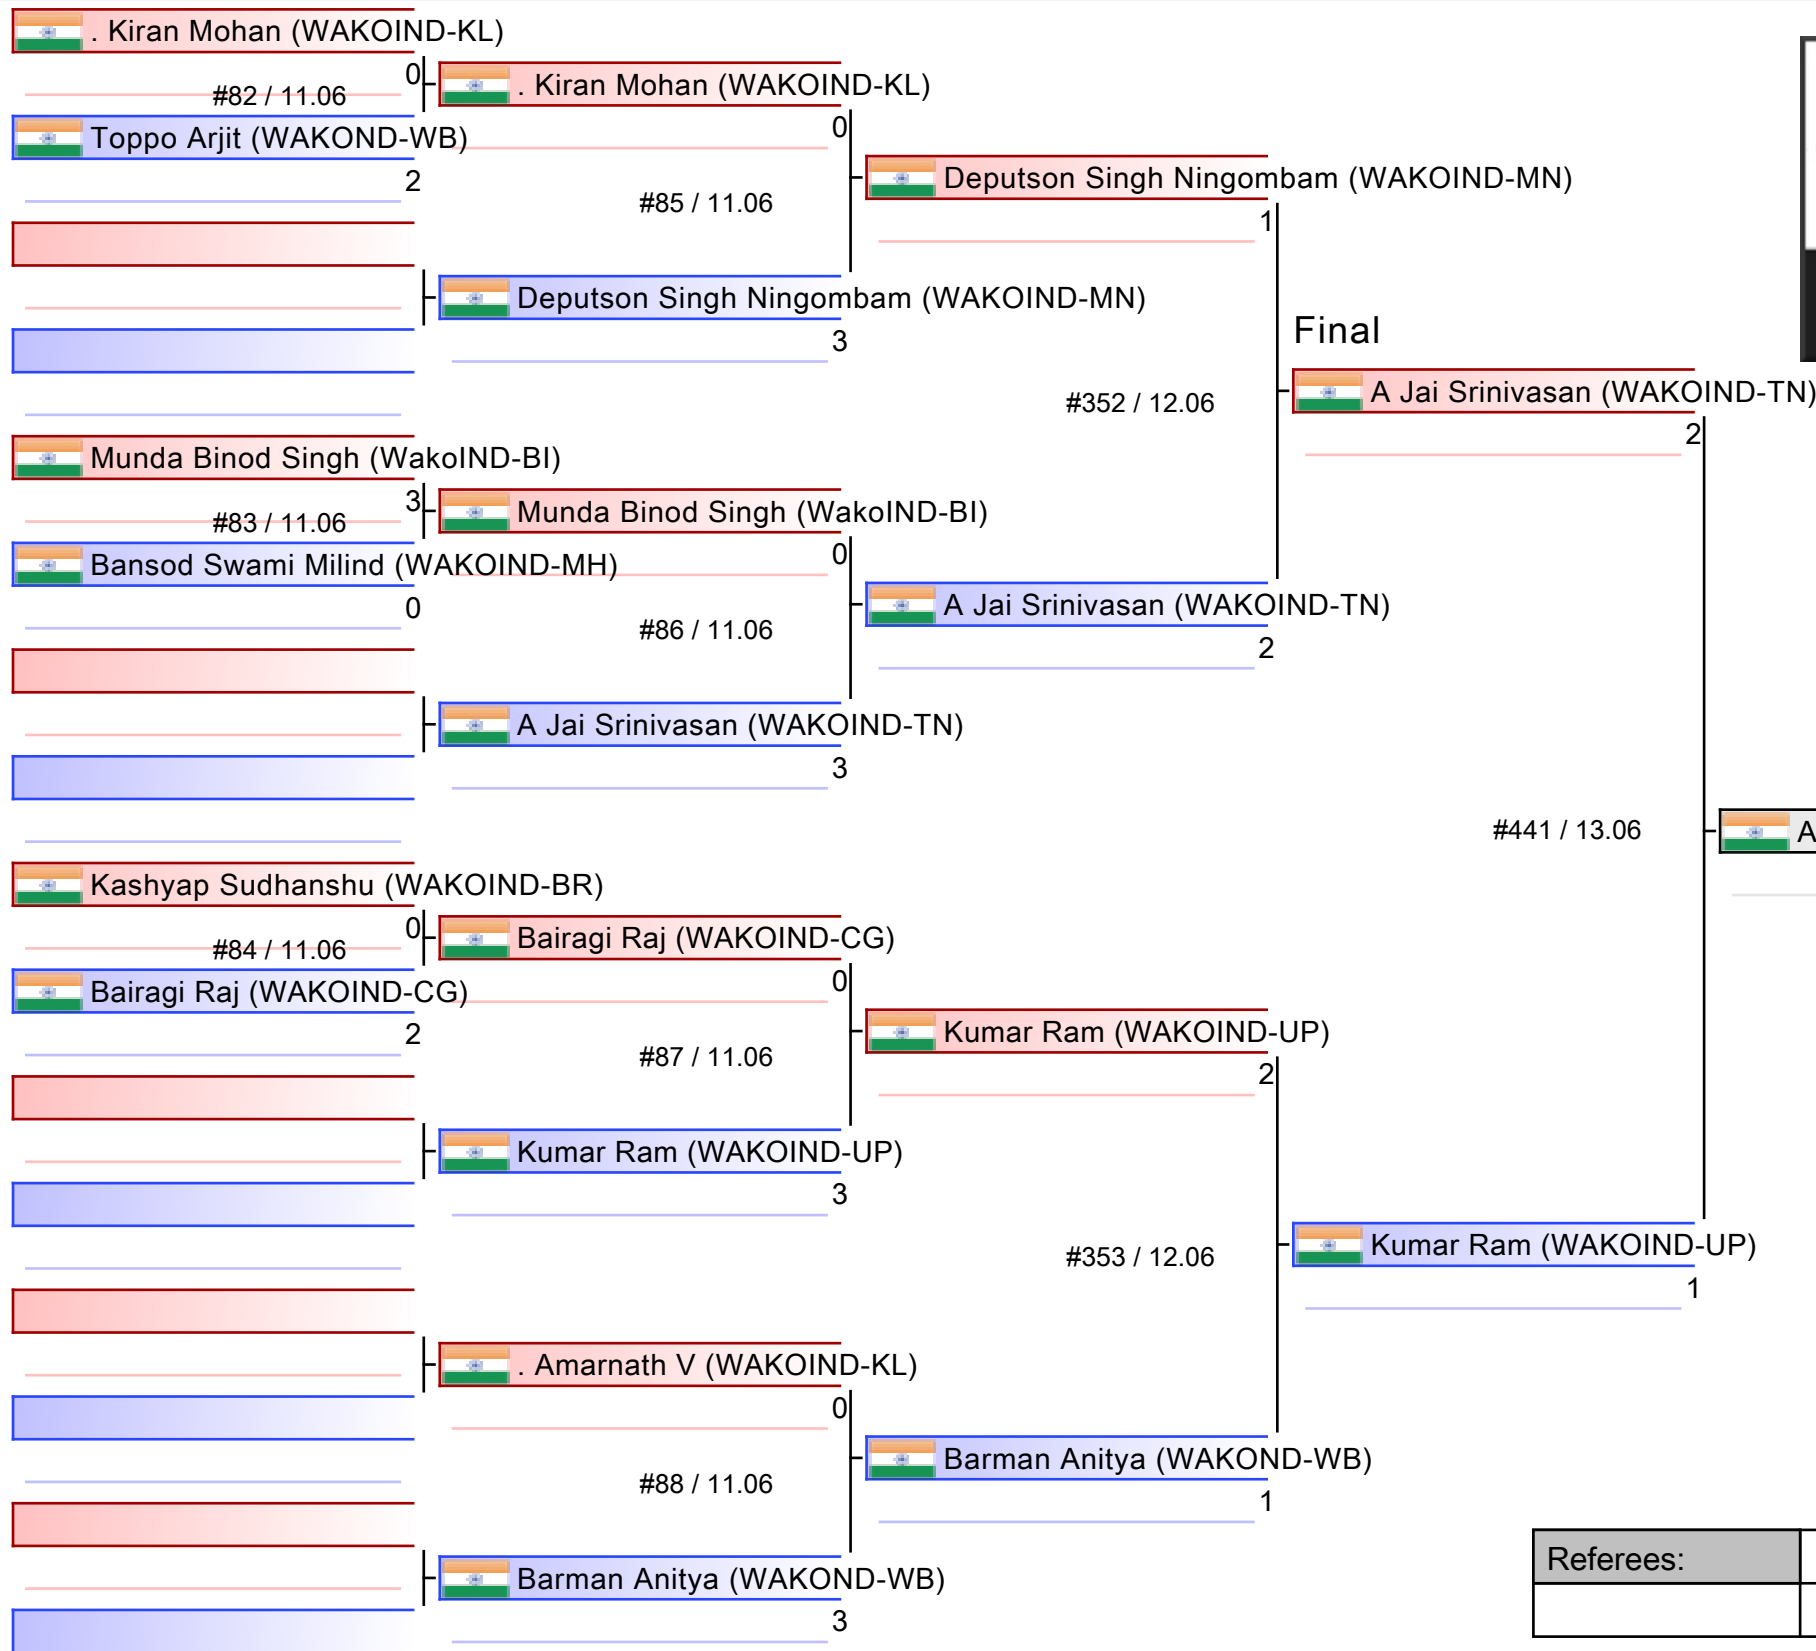 . Kiran Mohan (WAKOIND-KL)
0
#82 / 11.06
Toppo Arjit (WAKOND-WB)
2
Munda Binod Singh (WakoIND-BI)
3
#83 / 11.06
Bansod Swami Milind (WAKOIND-MH)
0
Kashyap Sudhanshu (WAKOIND-BR)
0
#84 / 11.06
Bairagi Raj (WAKOIND-CG)
2
. Kiran Mohan (WAKOIND-KL)
0
#85 / 11.06
Deputson Singh Ningombam (WAKOIND-MN)
3
Munda Binod Singh (WakoIND-BI)
0
#86 / 11.06
A Jai Srinivasan (WAKOIND-TN)
3
Bairagi Raj (WAKOIND-CG)
0
#87 / 11.06
Kumar Ram (WAKOIND-UP)
3
. Amarnath V (WAKOIND-KL)
0
#88 / 11.06
Barman Anitya (WAKOND-WB)
3
Deputson Singh Ningombam (WAKOIND-MN)
1
#352 / 12.06
A Jai Srinivasan (WAKOIND-TN)
2
Kumar Ram (WAKOIND-UP)
2
#353 / 12.06
Barman Anitya (WAKOND-WB)
1
Final
A Jai Srinivasan (WAKOIND-TN)
2
#441 / 13.06
Kumar Ram (WAKOIND-UP)
1
A
Referees: